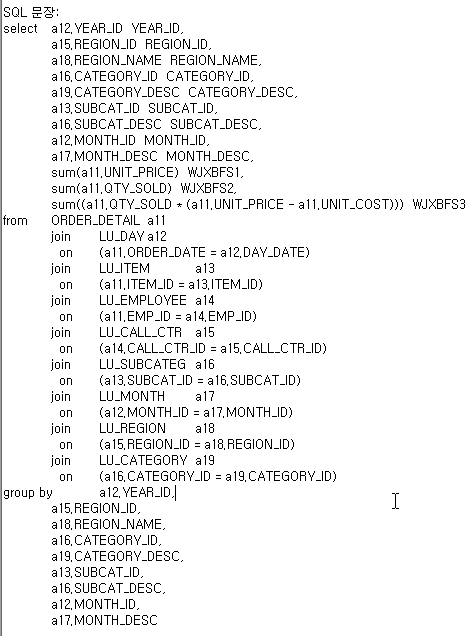 SQL 문장:
select a12,YEAR_ID YEAR_ID,
a15,REGION_ID REGION_ID,
a18,REGION_NAME REGION_NAME,
a16,CATEGORY_ID CATEGORY_ID,
a19,CATEGORY_DESC CATEGORY_DESC,
a13,SUBCAT_ID SUBCAT_ID,
a16,SUBCAT_DESC SUBCAT_DESC,
a12,MONTH_ID MONTH_ID,
a17,MONTH_DESC MONTH_DESC,
sum(a11,UNIT_PRICE) WJXBFS1,
sum(a11,QTY_SOLD) WJXBFS2,
sum((a11,QTY_SOLD * (a11,UNIT_PRICE - a11,UNIT_COST))) WJXBFS3
from ORDER_DETAIL a11
join LU_DAY a12
on (a11,ORDER_DATE = a12,DAY_DATE)
join LU_ITEM a13
on (a11,ITEM_ID = a13,ITEM_ID)
join LU_EMPLOYEE a14
on (a11,EMP_ID = a14,EMP_ID)
join LU_CALL_CTR a15
on (a14,CALL_CTR_ID = a15,CALL_CTR_ID)
join LU_SUBCATEG a16
on (a13,SUBCAT_ID = a16,SUBCAT_ID)
join LU_MONTH a17
on (a12,MONTH_ID = a17,MONTH_ID)
join LU_REGION a18
on (a15,REGION_ID = a18,REGION_ID)
join LU_CATEGORY a19
on (a16,CATEGORY_ID = a19,CATEGORY_ID)
group by a12,YEAR_ID,
a15,REGION_ID,
a18,REGION_NAME,
a16,CATEGORY_ID,
a19,CATEGORY_DESC,
a13,SUBCAT_ID,
a16,SUBCAT_DESC,
a12,MONTH_ID,
a17,MONTH_DESC